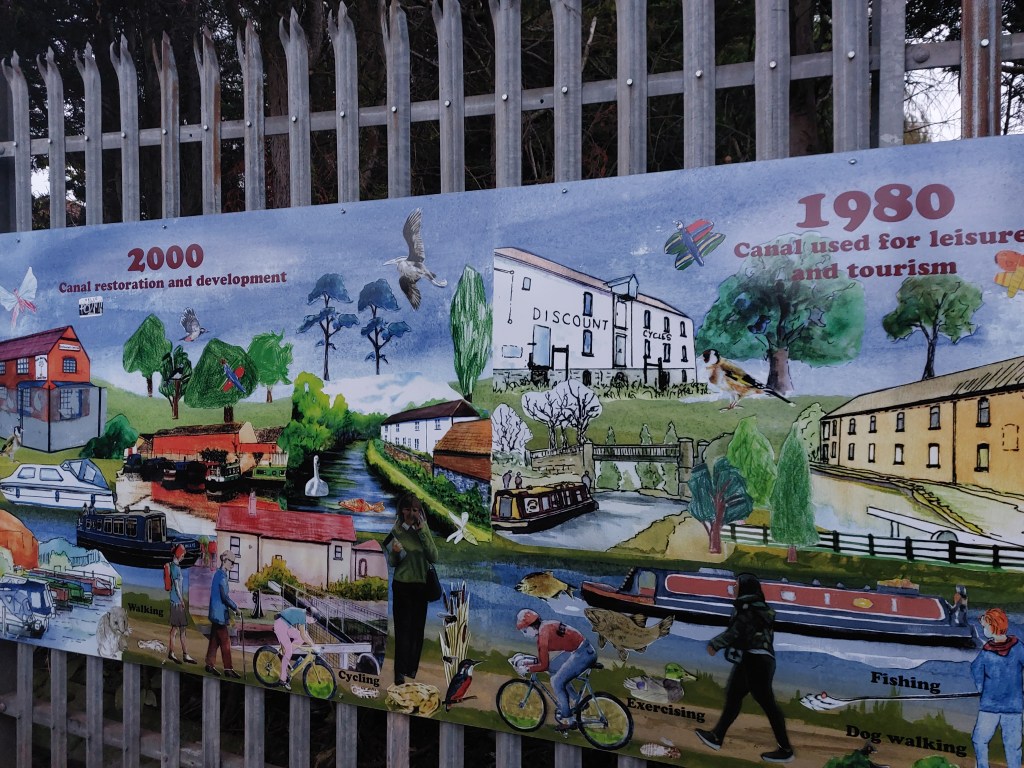 2000
Canal restoration and development
1980
Canal used for leisure
and tourism
DISCOUNT
CYCLES
Walking
Cycling
Exercising
Fishing
Dog walking